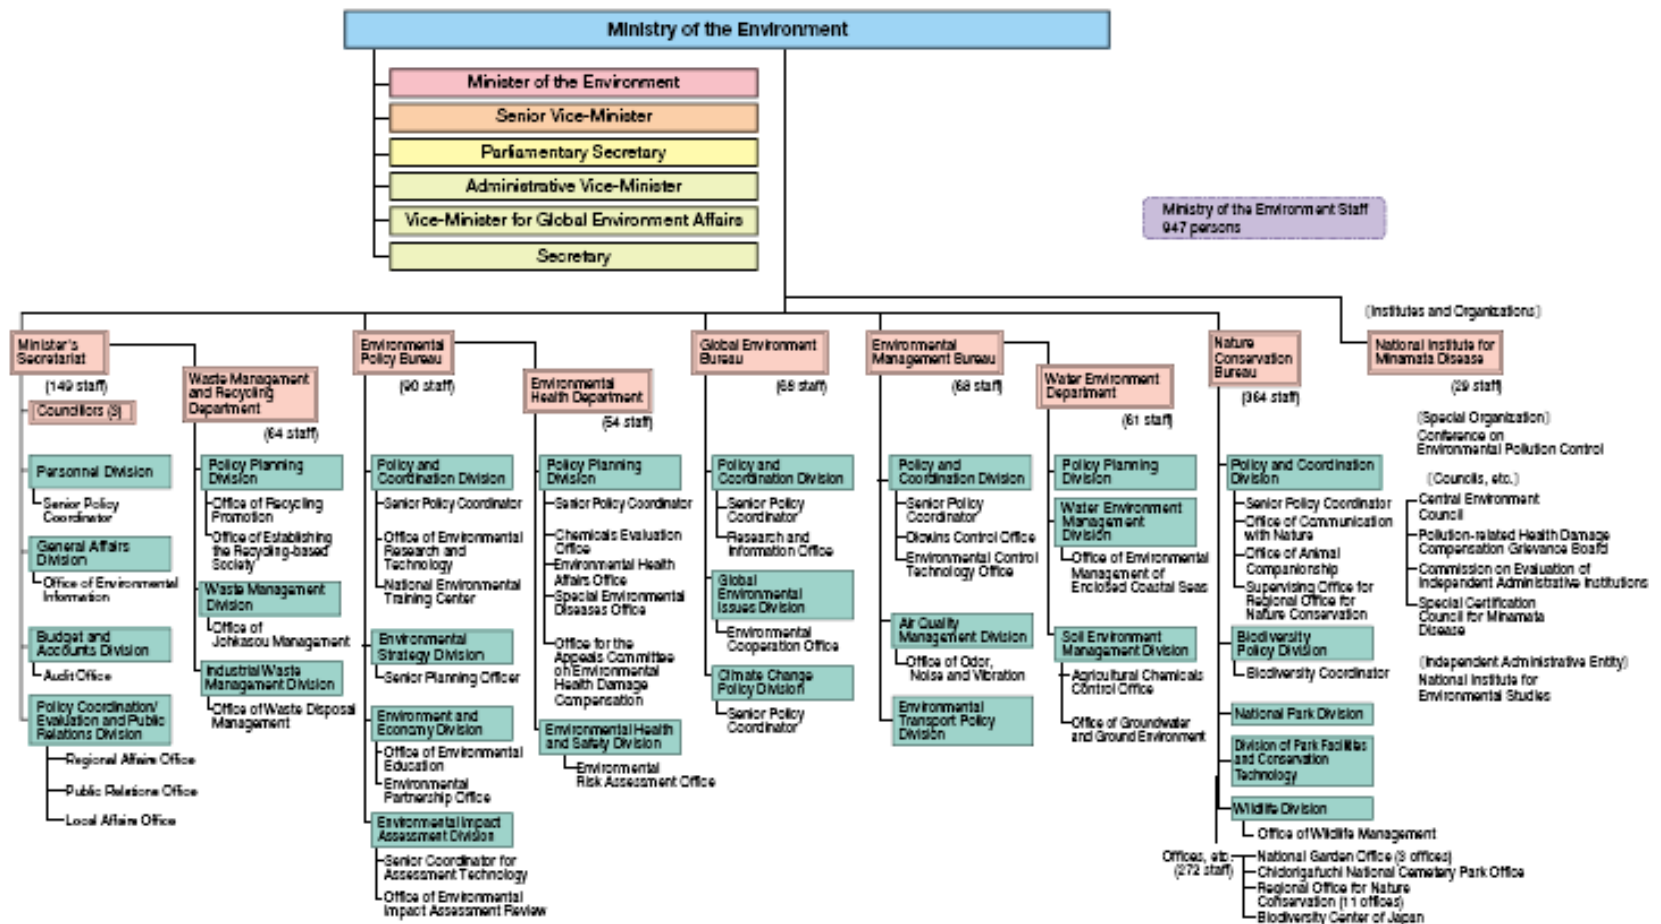 Ministry of the Environment
Minister of the Environment
Senior Vice-Minister
Parliamentary Secretary
Administrative Vice-Minister
Vice-Minister for Global Environment Affairs
Secretary
Ministry of the Environment Staff
947 persons
Minister's
Secretariat
(149 staff)
Councillors (3)
Personnel Division
Senior Policy
Coordinator
General Affairs
Division
Office of Environmental
Information
Budget and
Accounts Division
Audit Office
Policy Coordination/
Evaluation and Public
Relations Division
Regional Affairs Office
Public Relations Office
Local Affairs Office
Waste Management
and Recycling
Department
(64 staff)
Policy Planning
Division
Office of Recycling
Promotion
Office of Establishing
the Recycling-based
Society
Waste Management
Division
Office of
Johkasou Management
Industrial Waste
Management Division
Office of Waste Disposal
Management
Environmental
Policy Bureau
(90 staff)
Policy and
Coordination Division
Senior Policy Coordinator
Office of Environmental
Research and
Technology
National Environmental
Training Center
Environmental
Strategy Division
Senior Planning Officer
Environment and
Economy Division
Office of Environmental
Education
Environmental
Partnership Office
Environmental Impact
Assessment Division
Senior Coordinator for
Assessment Technology
Office of Environmental
Impact Assessment Review
Environmental
Health Department
(54 staff)
Policy Planning
Division
Senior Policy Coordinator
Chemicals Evaluation
Office
Environmental Health
Affairs Office
Special Environmental
Diseases Office
Office for the
Appeals Committee
on Environmental
Health Damage
Compensation
Environmental Health
and Safety Division
Environmental
Risk Assessment Office
Global Environment
Bureau
(68 staff)
Policy and
Coordination Division
Senior Policy
Coordinator
Research and
Information Office
Global
Environmental
Issues Division
Environmental
Cooperation Office
Climate Change
Policy Division
Senior Policy
Coordinator
Environmental
Management Bureau
(68 staff)
Policy and
Coordination Division
Senior Policy
Coordinator
Dioxins Control Office
Environmental Control
Technology Office
Air Quality
Management Division
Office of Odor,
Noise and Vibration
Environmental
Transport Policy
Division
Water Environment
Department
(61 staff)
Policy Planning
Division
Water Environment
Management
Division
Office of Environmental
Management of
Enclosed Coastal Seas
Soil Environment
Management Division
Agricultural Chemicals
Control Office
Office of Groundwater
and Ground Environment
Nature
Conservation
Bureau
(364 staff)
Policy and Coordination
Division
Senior Policy Coordinator
Office of Communication
with Nature
Office of Animal
Companionship
Supervising Office for
Regional Office for
Nature Conservation
Biodiversity
Policy Division
Biodiversity Coordinator
National Park Division
Division of Park Facilities
and Conservation
Technology
Wildlife Division
Office of Wildlife Management
Offices, etc.
(272 staff)
National Garden Office (3 offices)
Chidorigafuchi National Cemetery Park Office
Regional Office for Nature
Conservation (11 offices)
Biodiversity Center of Japan
(Institutes and Organizations)
National Institute for
Minamata Disease
(29 staff)
(Special Organization)
Conference on
Environmental Pollution Control
(Councils, etc.)
Central Environment
Council
Pollution-related Health Damage
Compensation Grievance Board
Commission on Evaluation of
Independent Administrative Institutions
Special Certification
Council for Minamata
Disease
(Independent Administrative Entity)
National Institute for
Environmental Studies